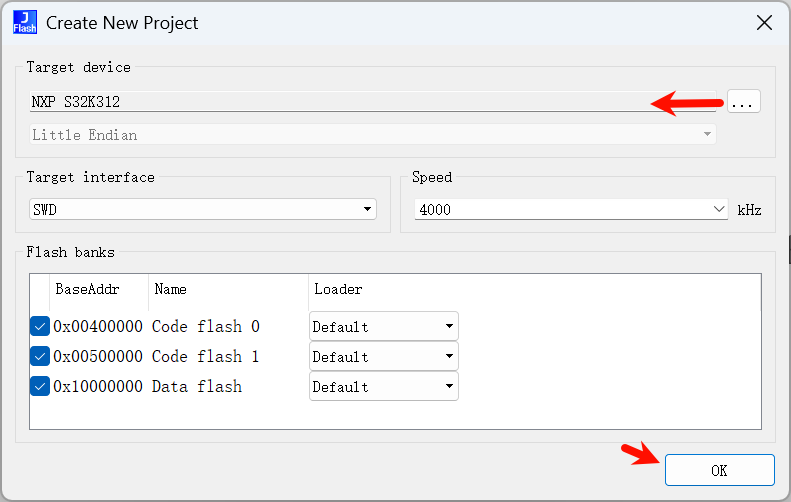 J
Flash
Create New Project
Target device
NXP S32K312
...
Little Endian
Target interface
SWD
Speed
4000
kHz
Flash banks
BaseAddr Name Loader
0x00400000 Code flash 0 Default
0x00500000 Code flash 1 Default
0x10000000 Data flash Default
OK